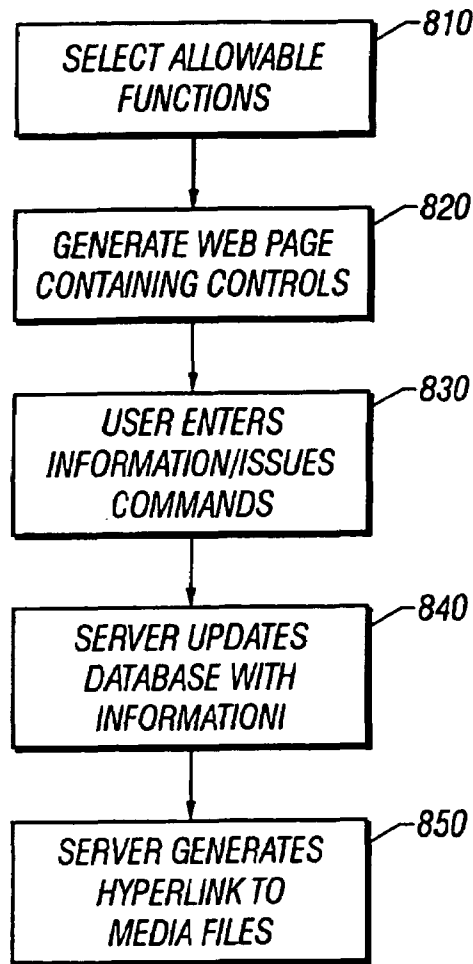 810
SELECT ALLOWABLE
FUNCTIONS
820
GENERATE WEB PAGE
CONTAINING CONTROLS
830
USER ENTERS
INFORMATION/ISSUES
COMMANDS
840
SERVER UPDATES
DATABASE WITH
INFORMATIONI
850
SERVER GENERATES
HYPERLINK TO
MEDIA FILES